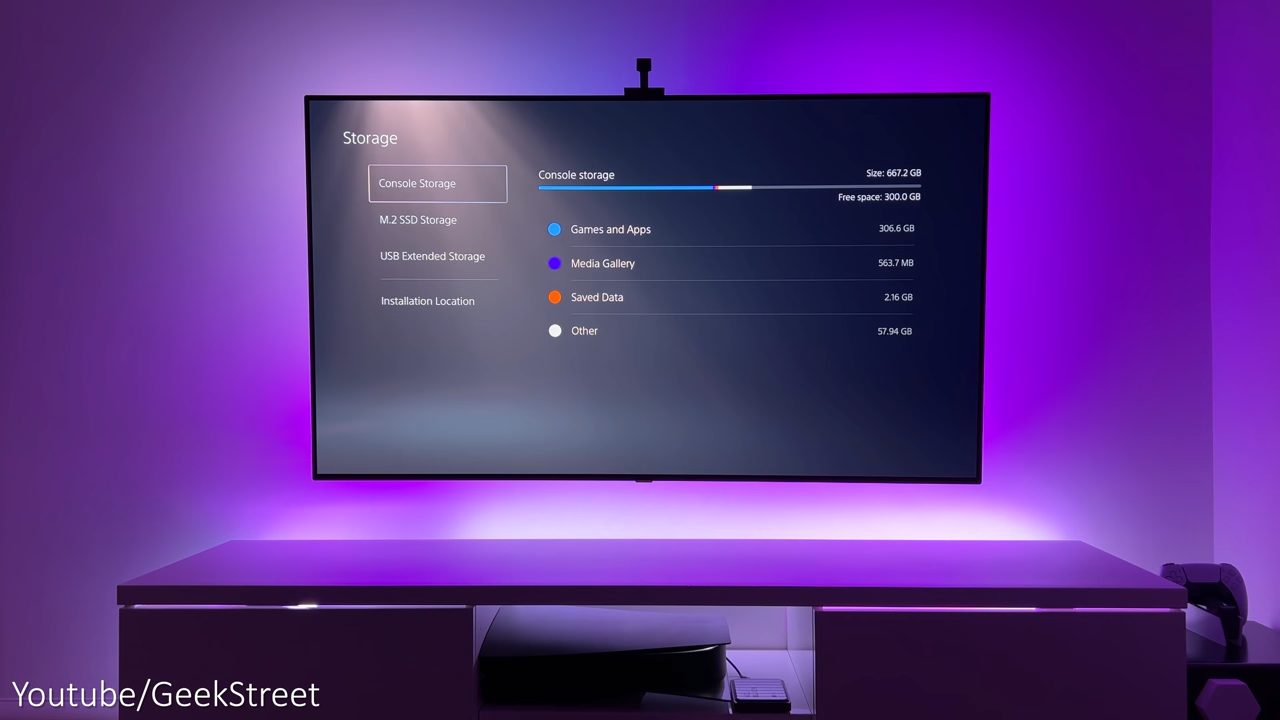 Storage
Console Storage
M.2 SSD Storage
USB Extended Storage
Installation Location
Console storage
Size: 667.2 GB
Free space: 300.0 GB
Games and Apps
306.6 GB
Media Gallery
563.7 MB
Saved Data
2.16 GB
Other
57.94 GB
Youtube/GeekStreet